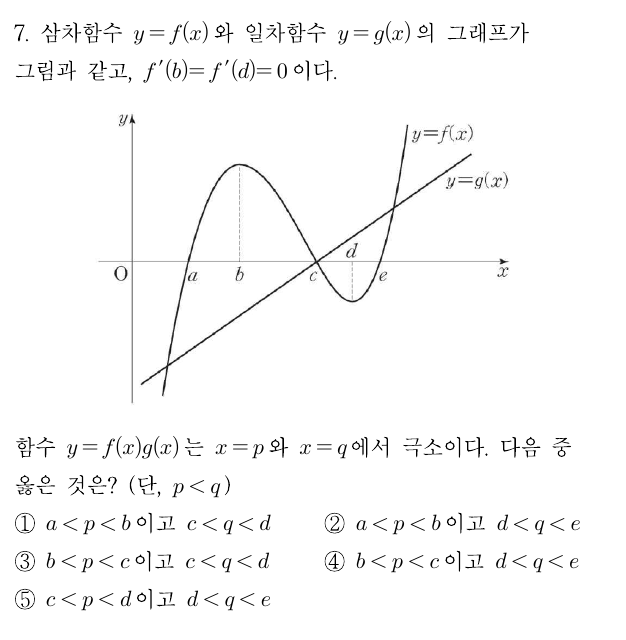 7. 삼차함수 y=f(x)와 일차함수 y=g(x)의 그래프가
그림과 같고, f′(b)=f′(d)=0이다.
y
y=f(x)
y=g(x)
d
O a b c e x
함수 y=f(x)g(x)는 x=p와 x=q에서 극소이다. 다음 중
옳은 것은? (단, p<q)
① a<p<b이고 c<q<d ② a<p<b이고 d<q<e
③ b<p<c이고 c<q<d ④ b<p<c이고 d<q<e
⑤ c<p<d이고 d<q<e